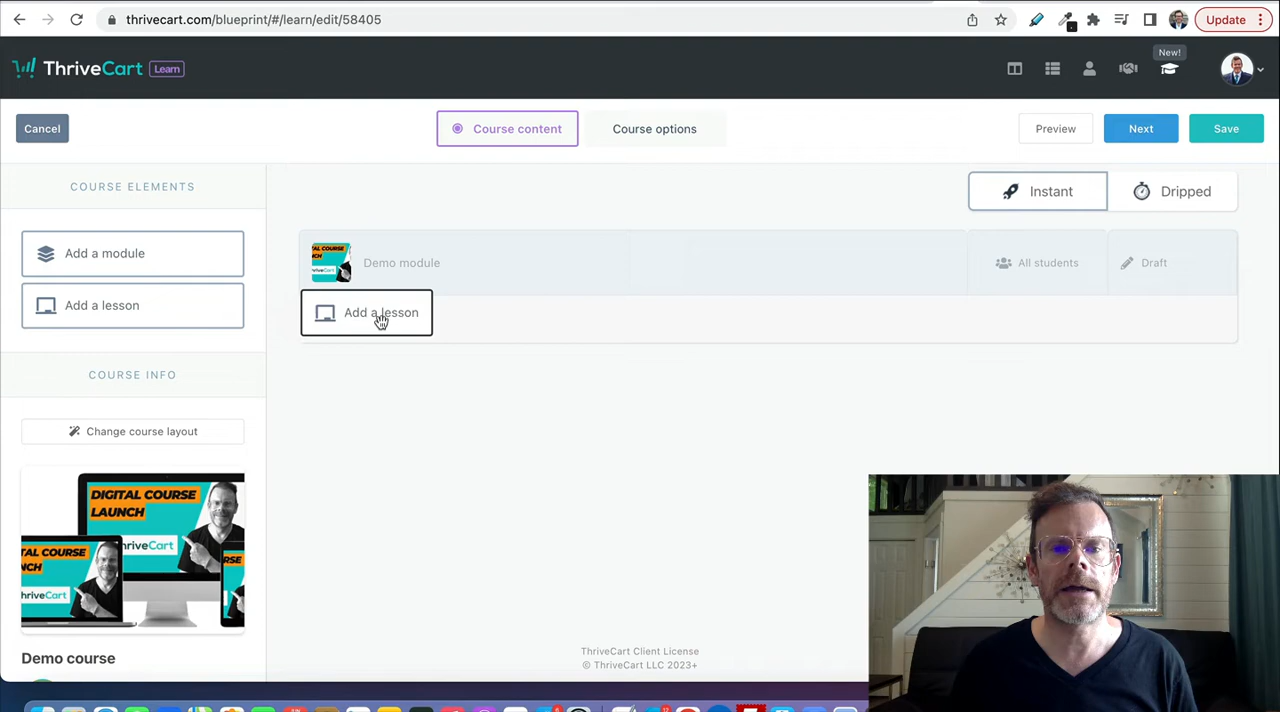 thrivecart.com/blueprint/#/learn/edit/58405
Update
ThriveCart Learn
New!
Cancel
Course content
Course options
Preview
Next
Save
COURSE ELEMENTS
Instant
Dripped
Add a module
Add a lesson
Demo module
All students
Draft
Add a lesson
COURSE INFO
Change course layout
DIGITAL COURSE
LAUNCH
Demo course
ThriveCart Client License
© ThriveCart LLC 2023+